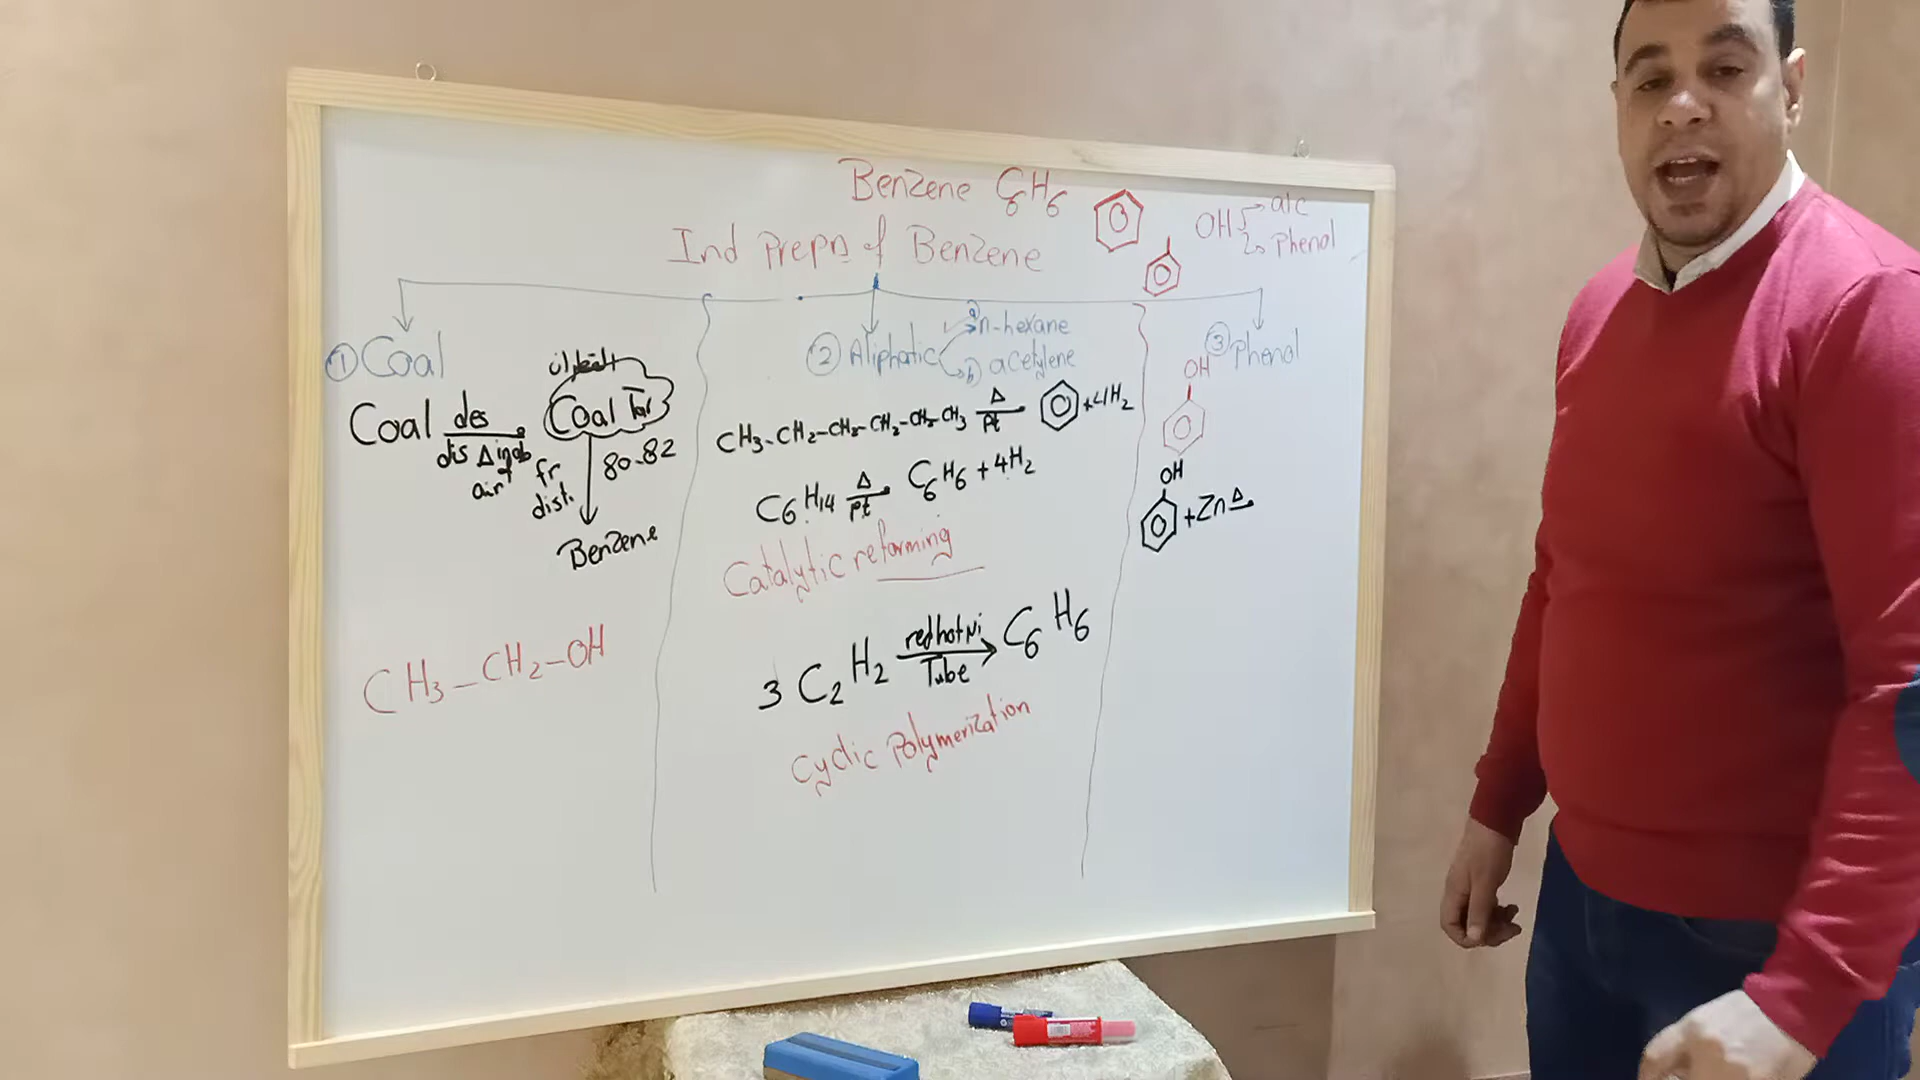 Benzene C6H6
OH alc
Phenol
Ind Prepn of Benzene
① Coal
القطران
Coal des Coal Tar
dis Δ in ab
air
fr
dist.
80-82
Benzene
CH3-CH2-OH
② Aliphatic
a n-hexane
b) acetylene
CH3-CH2-CH2-CH2-CH2-CH3 Δ Pt +4H2
C6H14 Δ pt C6H6 + 4H2
Catalytic reforming
3 C2H2 red hot Ni Tube C6H6
Cyclic Polymerization
③ Phenol
OH
OH
+Zn Δ